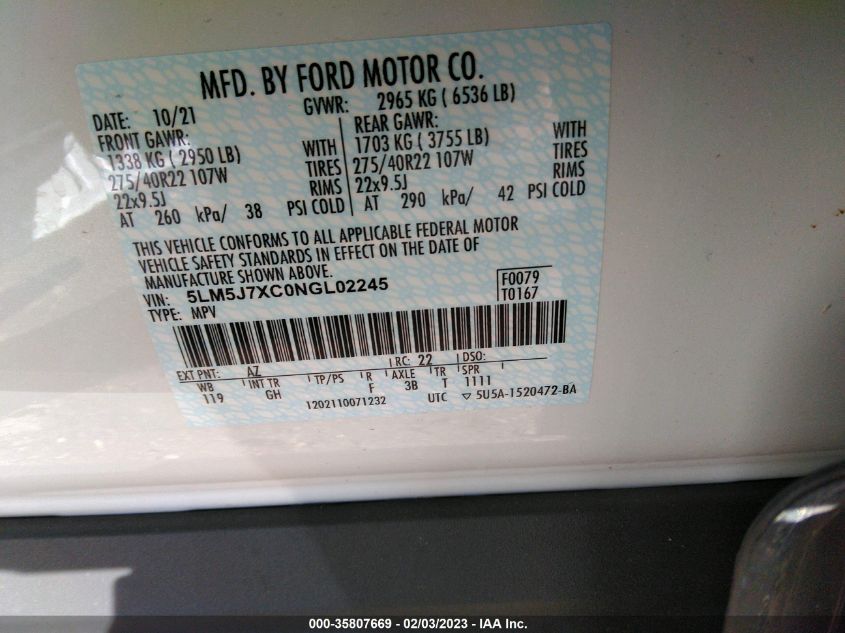 MFD. BY FORD MOTOR CO.
DATE: 10/21 GVWR: 2965 KG ( 6536 LB)
FRONT GAWR: REAR GAWR:
1338 KG ( 2950 LB) WITH 1703 KG ( 3755 LB) WITH
275/40R22 107W TIRES 275/40R22 107W TIRES
22x9.5J RIMS 22x9.5J RIMS
AT 260 kPa/ 38 PSI COLD AT 290 kPa/ 42 PSI COLD
THIS VEHICLE CONFORMS TO ALL APPLICABLE FEDERAL MOTOR
VEHICLE SAFETY STANDARDS IN EFFECT ON THE DATE OF
MANUFACTURE SHOWN ABOVE.
VIN: 5LM5J7XC0NGL02245 F0079
TYPE: MPV T0167
EXT PNT: AZ RC: 22 DSO:
WB INT TR TP/PS R AXLE TR SPR
119 GH F 3B T 1111
1202110071232 UTC ▽ 5U5A-1520472-BA
000-35807669 - 02/03/2023 - IAA Inc.